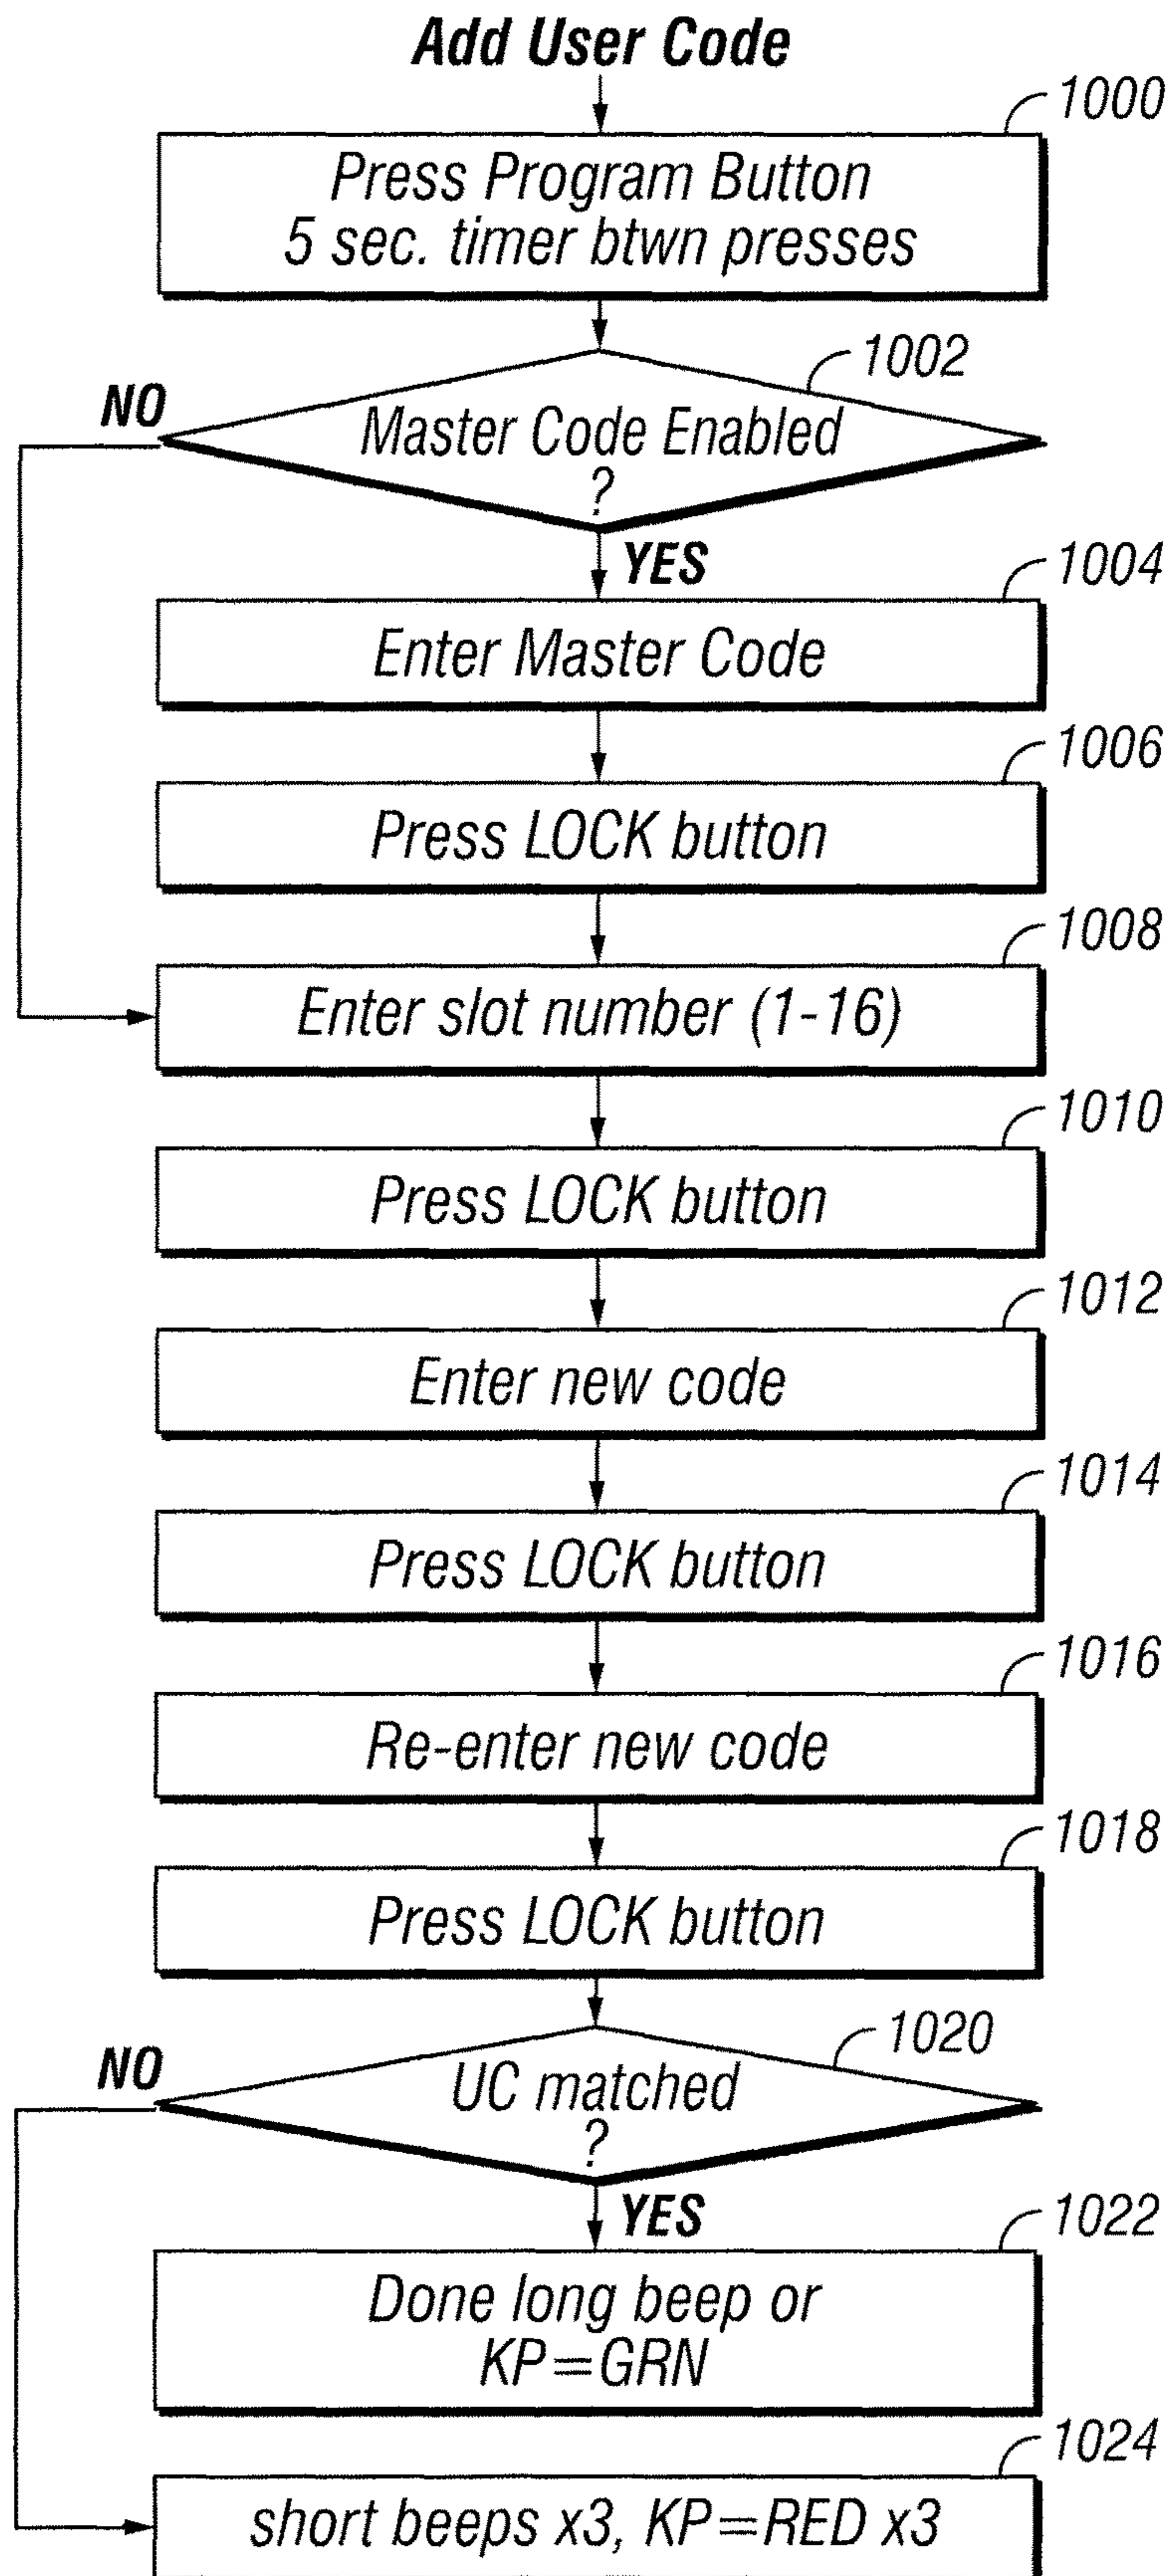 Add User Code
1000
Press Program Button
5 sec. timer btwn presses
1002
NO
Master Code Enabled
?
YES
1004
Enter Master Code
1006
Press LOCK button
1008
Enter slot number (1-16)
1010
Press LOCK button
1012
Enter new code
1014
Press LOCK button
1016
Re-enter new code
1018
Press LOCK button
1020
NO
UC matched
?
YES
1022
Done long beep or
KP=GRN
1024
short beeps x3, KP=RED x3